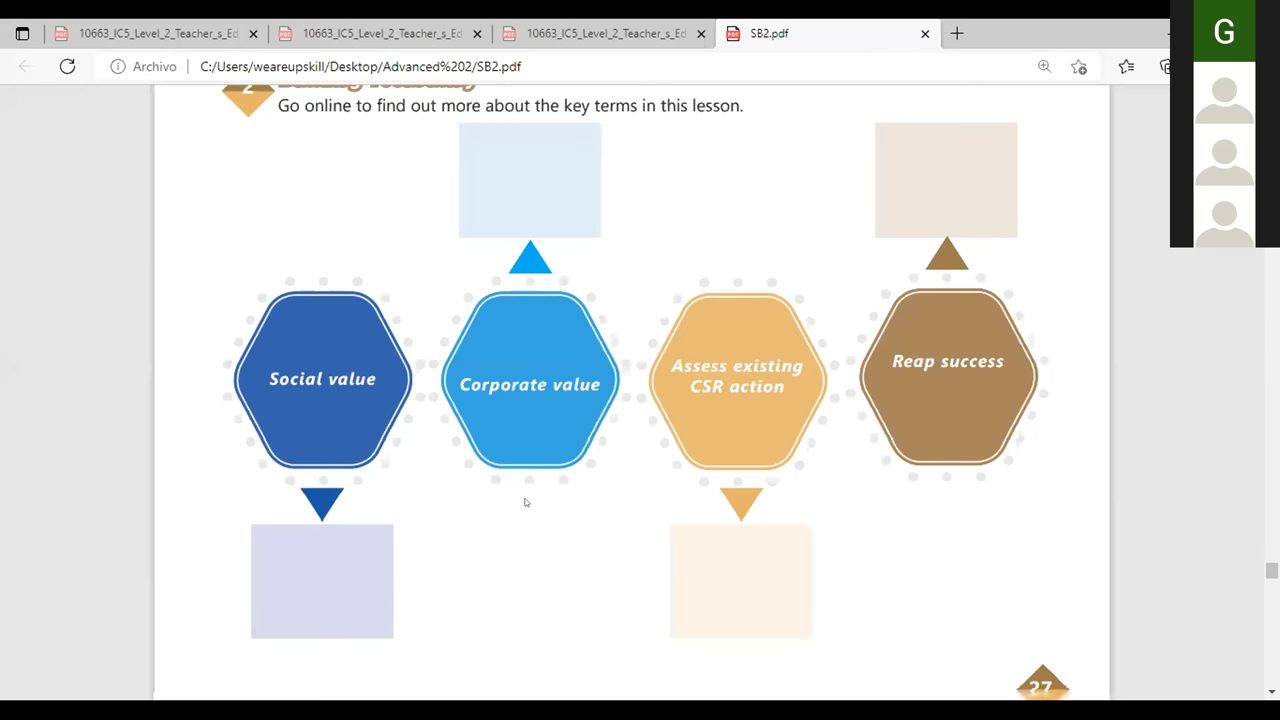 10663_IC5_Level_2_Teacher_s_Ed
10663_IC5_Level_2_Teacher_s_Ed
10663_IC5_Level_2_Teacher_s_Ed
SB2.pdf
Archivo
C:/Users/weareupskill/Desktop/Advanced%202/SB2.pdf
G
2
Go online to find out more about the key terms in this lesson.
Social value
Corporate value
Assess existing
CSR action
Reap success
27